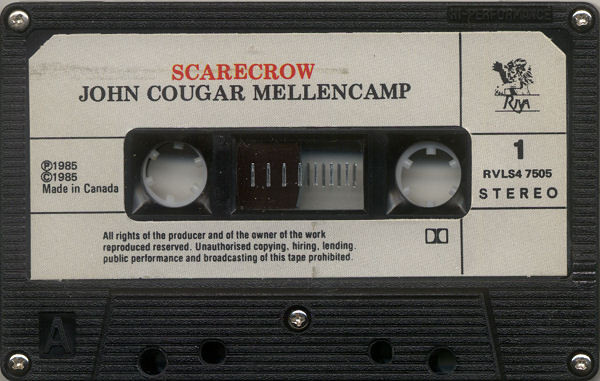 HI-PERFORMANCE
SCARECROW
JOHN COUGAR MELLENCAMP
Riva
℗1985
©1985
Made in Canada
1
RVLS4 7505
STEREO
All rights of the producer and of the owner of the work
reproduced reserved. Unauthorised copying, hiring, lending.
public performance and broadcasting of this tape prohibited.
A